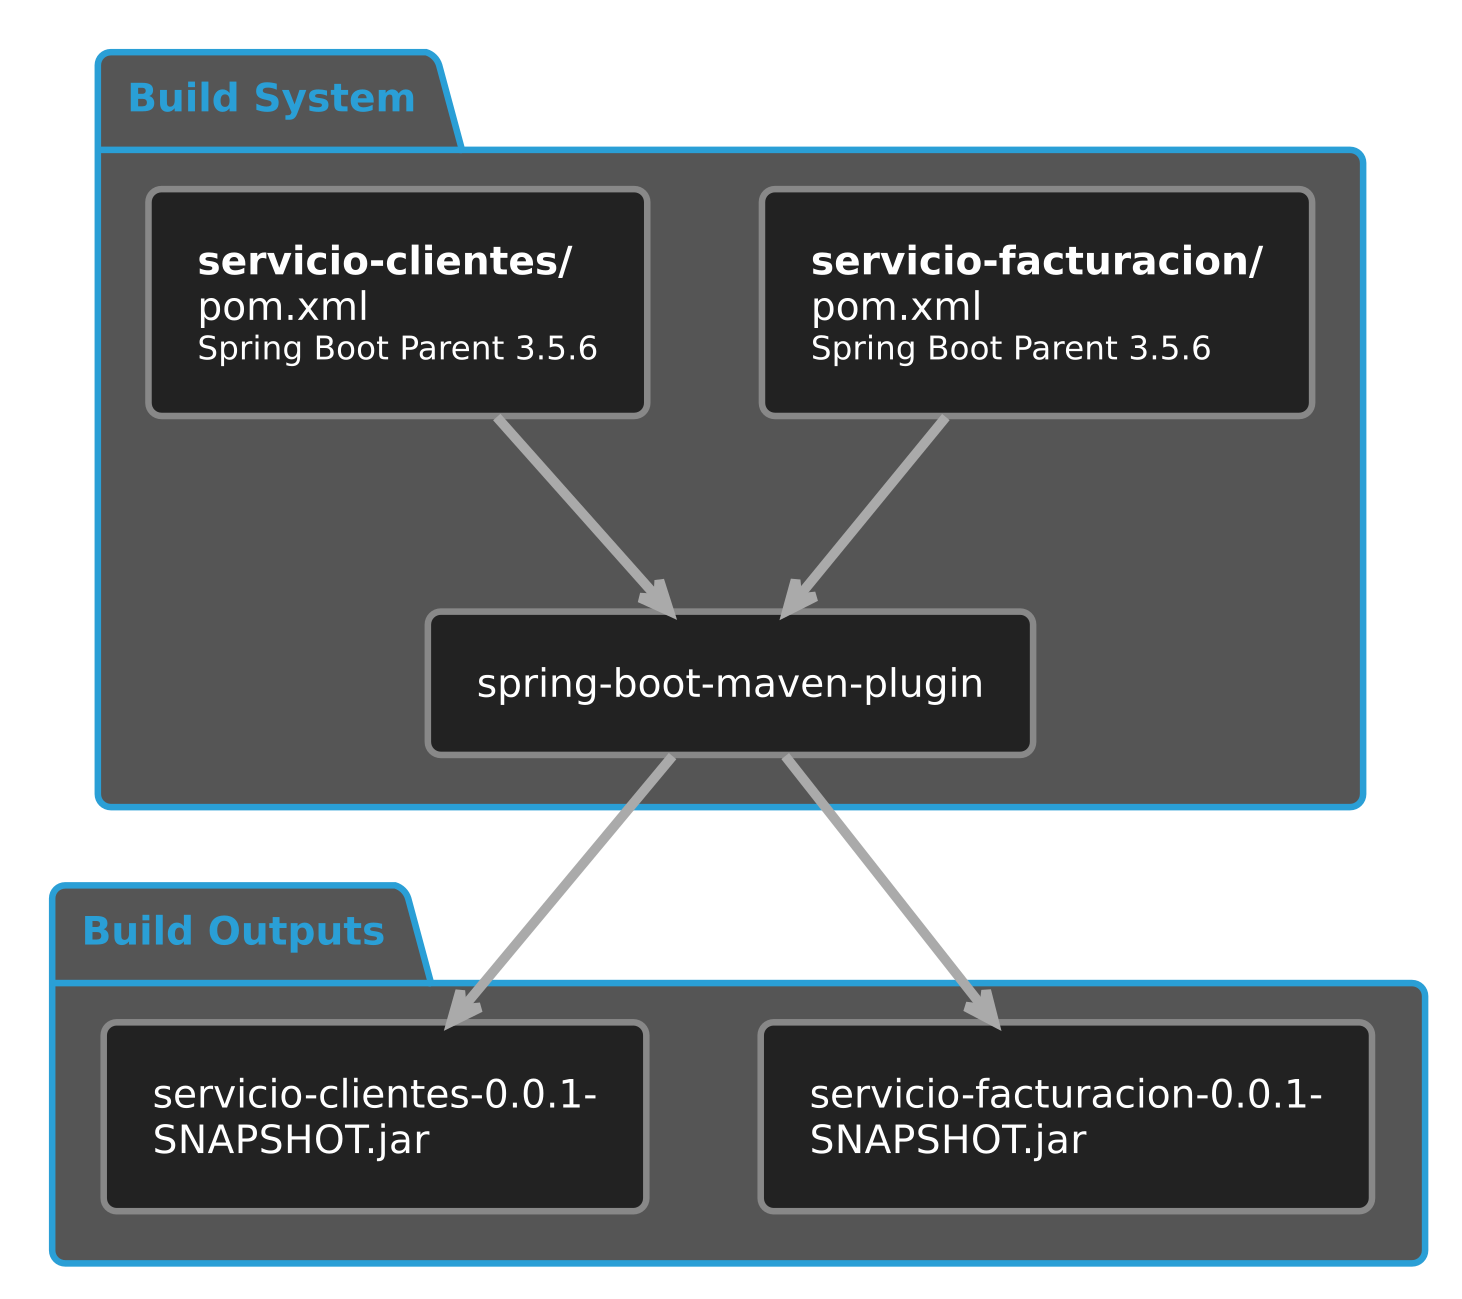 Build System
servicio-clientes/
pom.xml
Spring Boot Parent 3.5.6
servicio-facturacion/
pom.xml
Spring Boot Parent 3.5.6
spring-boot-maven-plugin
Build Outputs
servicio-clientes-0.0.1-
SNAPSHOT.jar
servicio-facturacion-0.0.1-
SNAPSHOT.jar